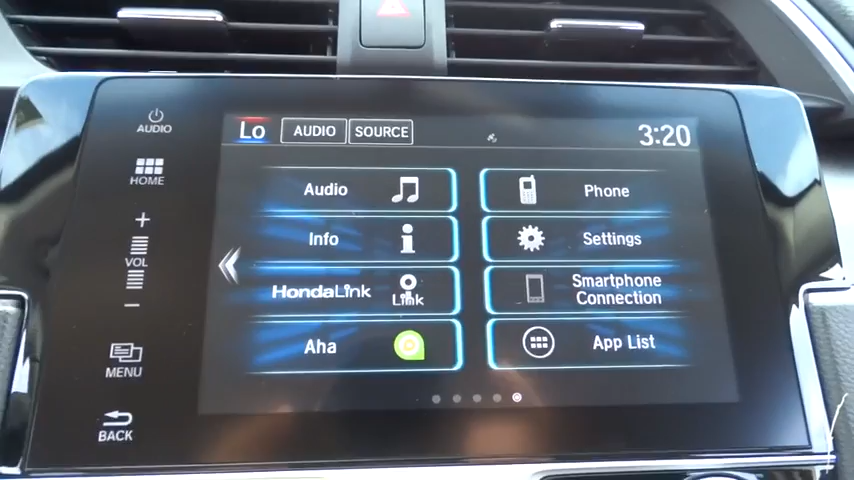 AUDIO
HOME
VOL
MENU
BACK
Lo AUDIO SOURCE 3:20
Audio
Phone
Info
Settings
HondaLink
Link
Smartphone
Connection
Aha
App List